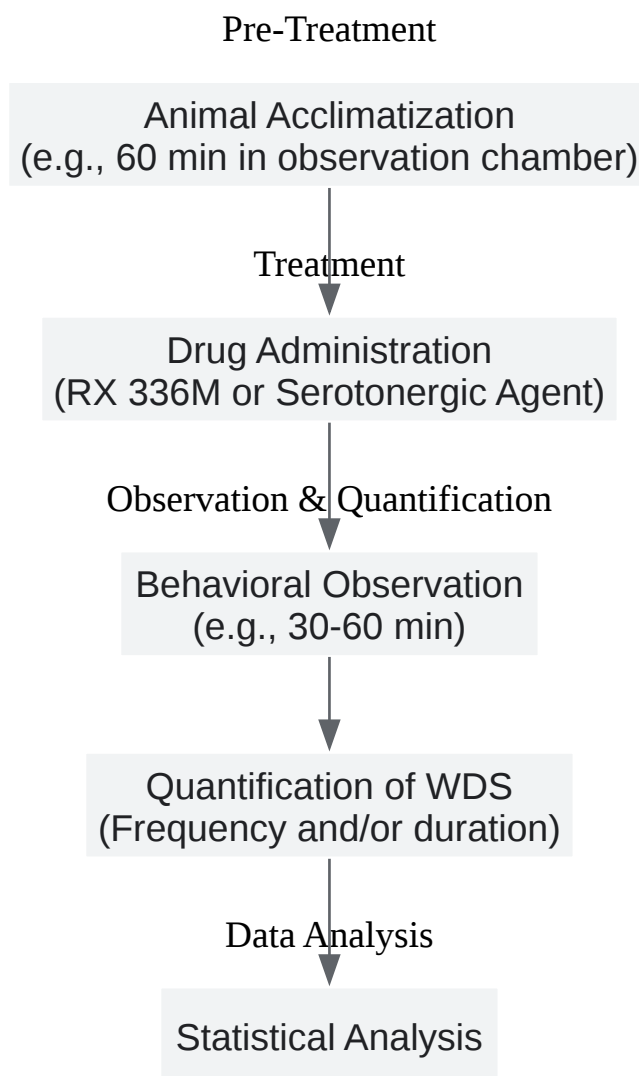 Pre-Treatment
Animal Acclimatization
(e.g., 60 min in observation chamber)
Treatment
Drug Administration
(RX 336M or Serotonergic Agent)
Observation & Quantification
Behavioral Observation
(e.g., 30-60 min)
Quantification of WDS
(Frequency and/or duration)
Data Analysis
Statistical Analysis